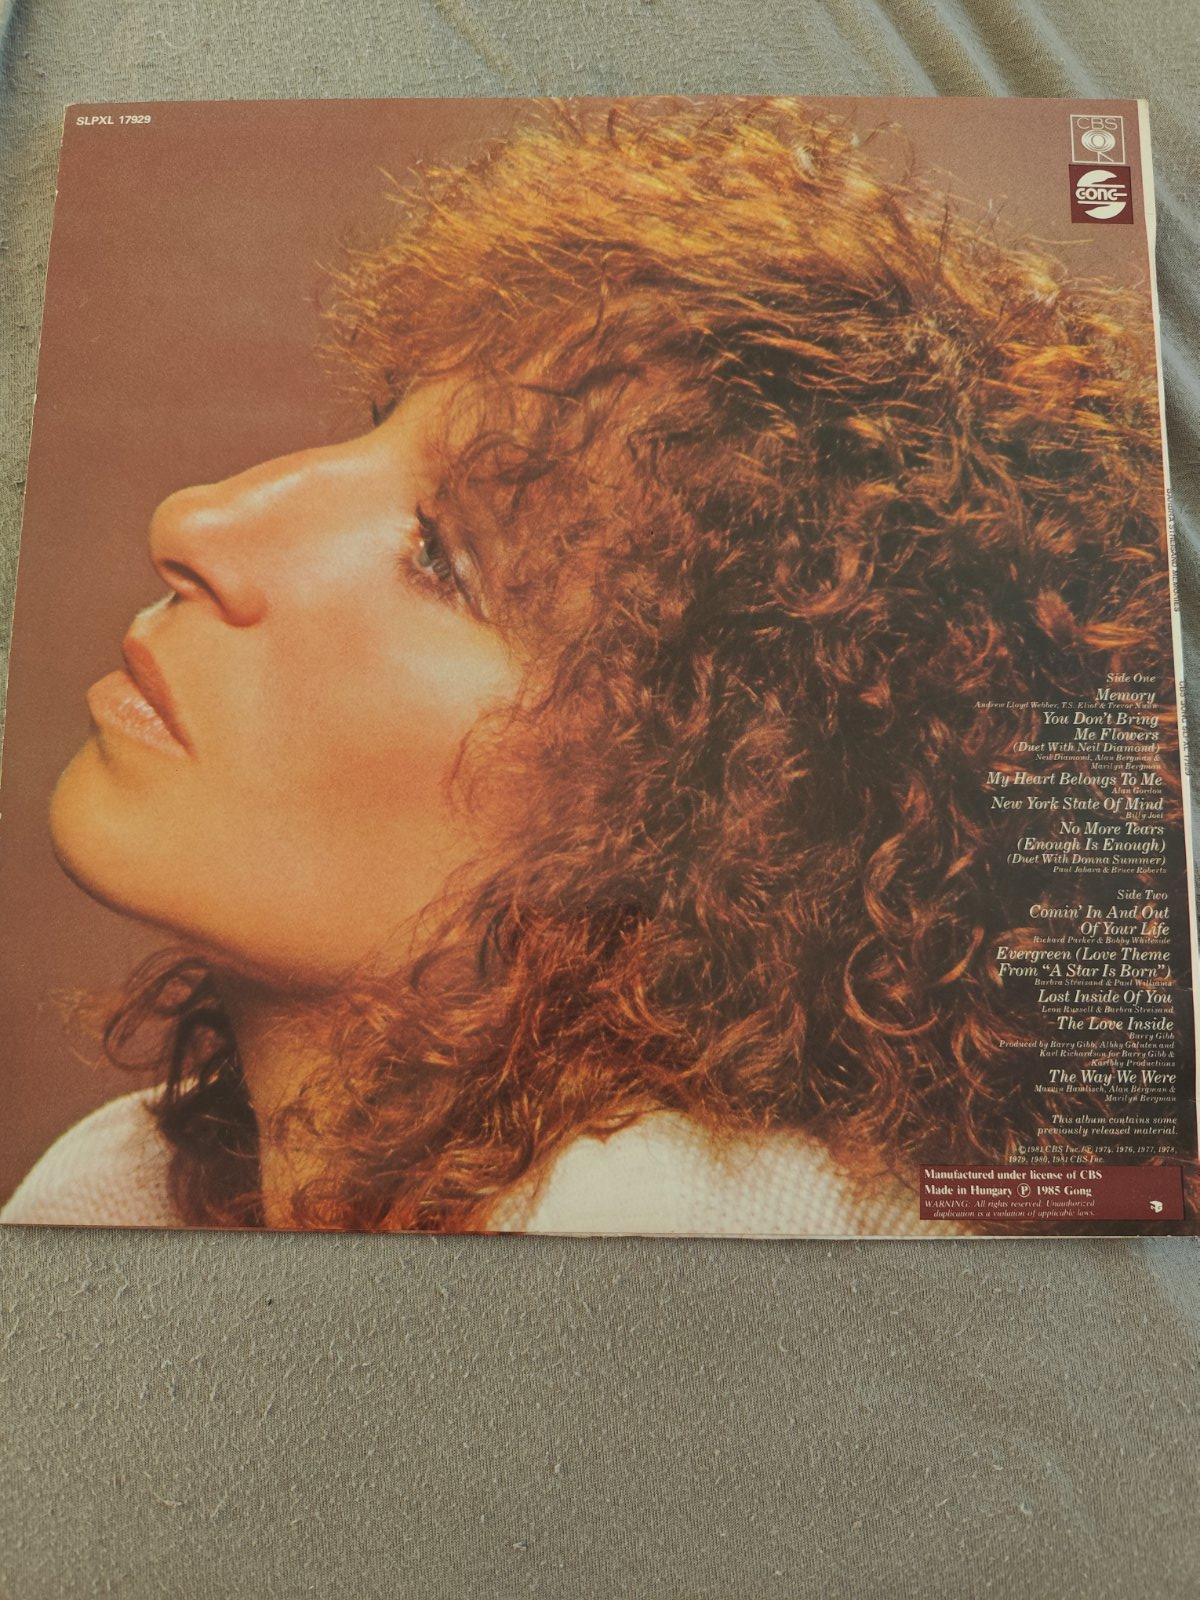 SLPXL 17929
CBS
GONG
BARBRA STREISAND MEMORIES
Side One
Memory
Andrew Lloyd Webber, T.S. Eliot & Trevor Nunn
You Don't Bring
Me Flowers
(Duet With Neil Diamond)
Neil Diamond, Alan Bergman &
Marilyn Bergman
My Heart Belongs To Me
Alan Gordon
New York State Of Mind
Billy Joel
No More Tears
(Enough Is Enough)
(Duet With Donna Summer)
Paul Jabara & Bruce Roberts
Side Two
Comin' In And Out
Of Your Life
Richard Parker & Bobby Whiteside
Evergreen (Love Theme
From "A Star Is Born")
Barbra Streisand & Paul Williams
Lost Inside Of You
Leon Russell & Barbra Streisand
The Love Inside
Barry Gibb
Produced by Barry Gibb, Albhy Galuten and
Karl Richardson for Barry Gibb &
Karlbhy Productions
The Way We Were
Marvin Hamlisch, Alan Bergman &
Marilyn Bergman
This album contains some
previously released material.
© 1981 CBS Inc./℗ 1974, 1976, 1977, 1978,
1979, 1980, 1981 CBS Inc.
Manufactured under license of CBS
Made in Hungary ℗ 1985 Gong
WARNING: All rights reserved. Unauthorized
duplication is a violation of applicable laws.